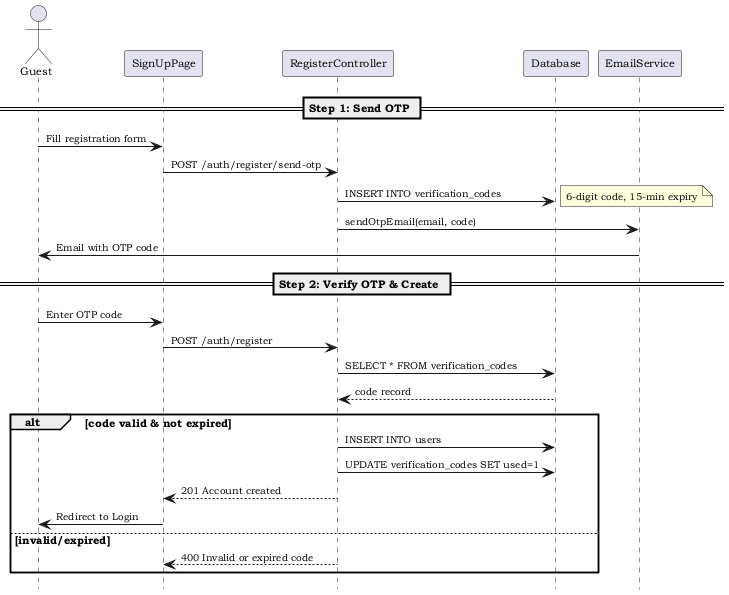 Guest
SignUpPage
RegisterController
Database
EmailService
Step 1: Send OTP
Fill registration form
POST /auth/register/send-otp
INSERT INTO verification_codes
6-digit code, 15-min expiry
sendOtpEmail(email, code)
Email with OTP code
Step 2: Verify OTP & Create
Enter OTP code
POST /auth/register
SELECT * FROM verification_codes
code record
alt
[code valid & not expired]
INSERT INTO users
UPDATE verification_codes SET used=1
201 Account created
Redirect to Login
[invalid/expired]
400 Invalid or expired code